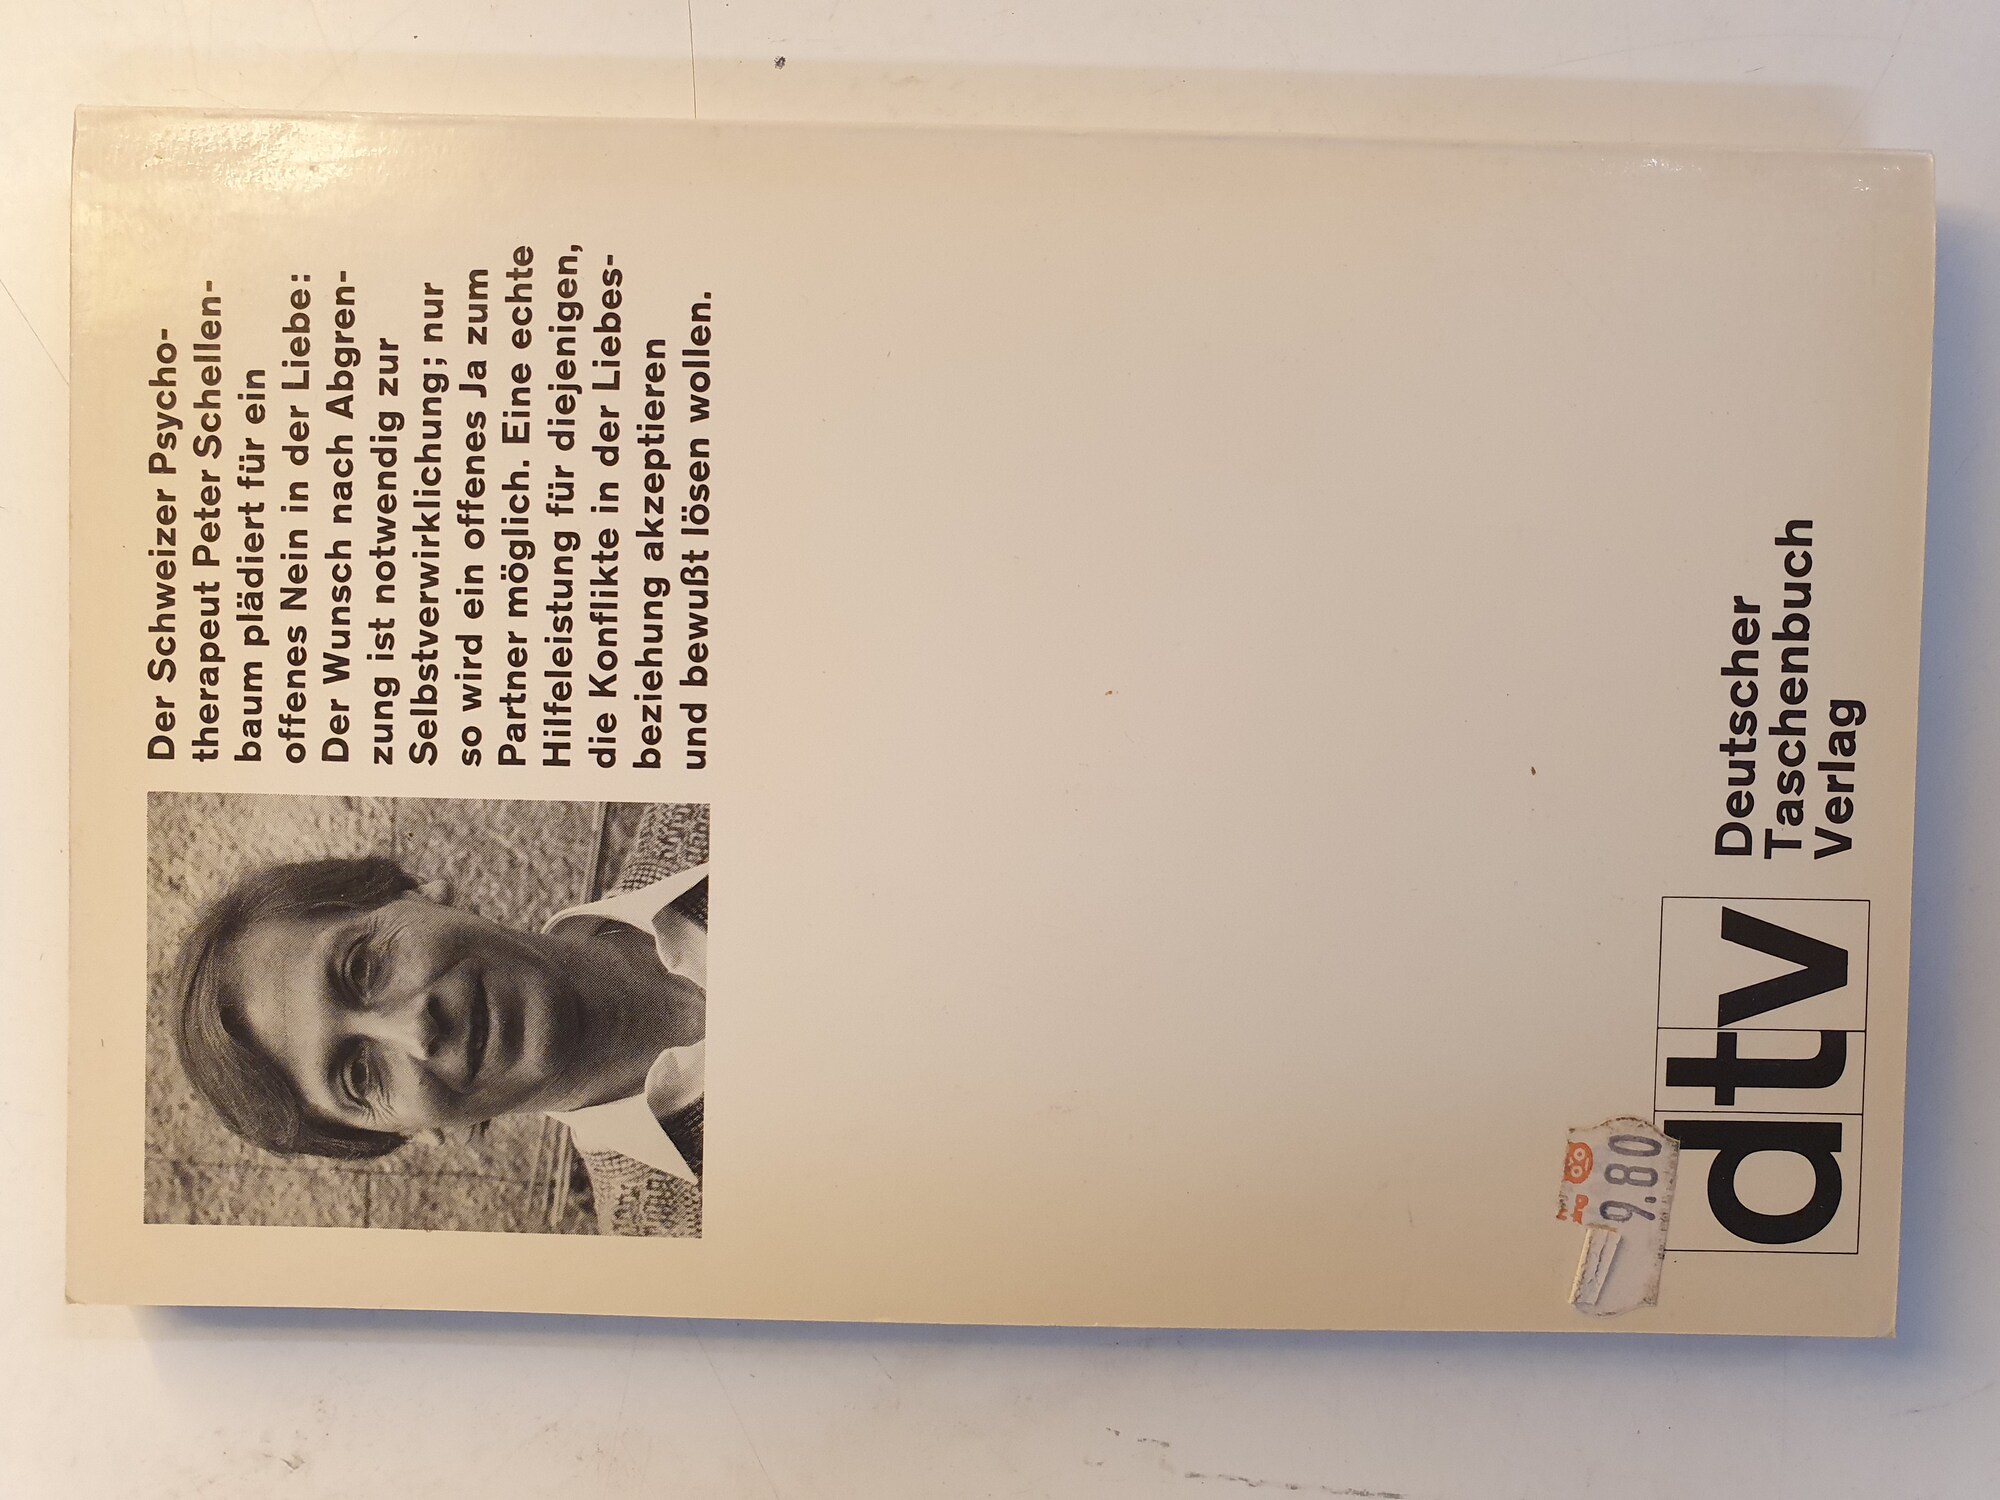 Der Schweizer Psycho-
therapeut Peter Schellen-
baum plädiert für ein
offenes Nein in der Liebe:
Der Wunsch nach Abgren-
zung ist notwendig zur
Selbstverwirklichung; nur
so wird ein offenes Ja zum
Partner möglich. Eine echte
Hilfeleistung für diejenigen,
die Konflikte in der Liebes-
beziehung akzeptieren
und bewußt lösen wollen.
9.80
dtv
Deutscher
Taschenbuch
Verlag